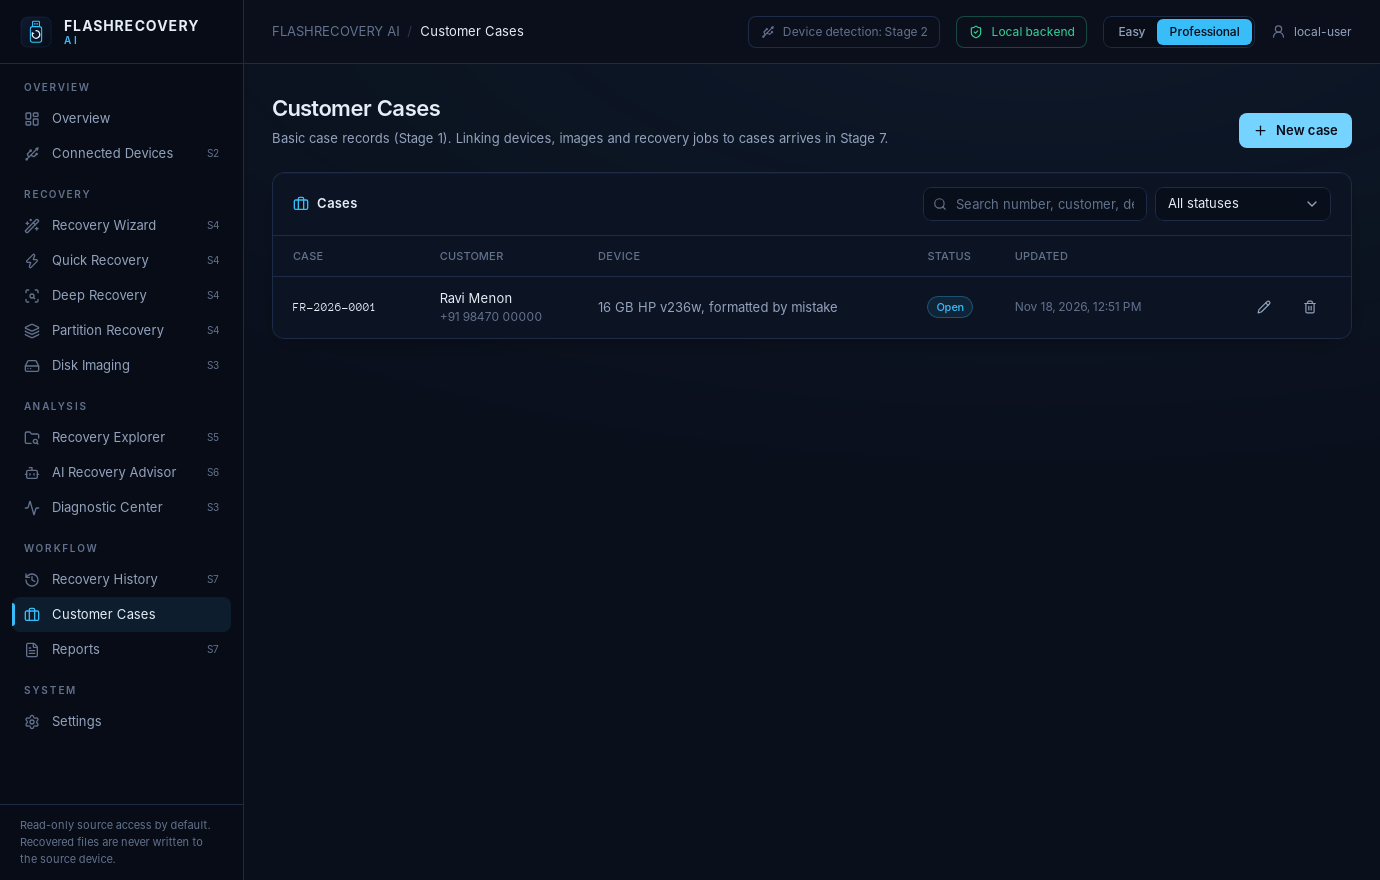 FLASHRECOVERY
AI
OVERVIEW
Overview
Connected Devices S2
RECOVERY
Recovery Wizard S4
Quick Recovery S4
Deep Recovery S4
Partition Recovery S4
Disk Imaging S3
ANALYSIS
Recovery Explorer S5
AI Recovery Advisor S6
Diagnostic Center S3
WORKFLOW
Recovery History S7
Customer Cases
Reports S7
SYSTEM
Settings
Read-only source access by default.
Recovered files are never written to
the source device.
FLASHRECOVERY AI / Customer Cases
Device detection: Stage 2
Local backend
Easy Professional
local-user
Customer Cases
Basic case records (Stage 1). Linking devices, images and recovery jobs to cases arrives in Stage 7.
New case
Cases
Search number, customer, de
All statuses
CASE CUSTOMER DEVICE STATUS UPDATED
FR-2026-0001 Ravi Menon 16 GB HP v236w, formatted by mistake Open Nov 18, 2026, 12:51 PM
+91 98470 00000